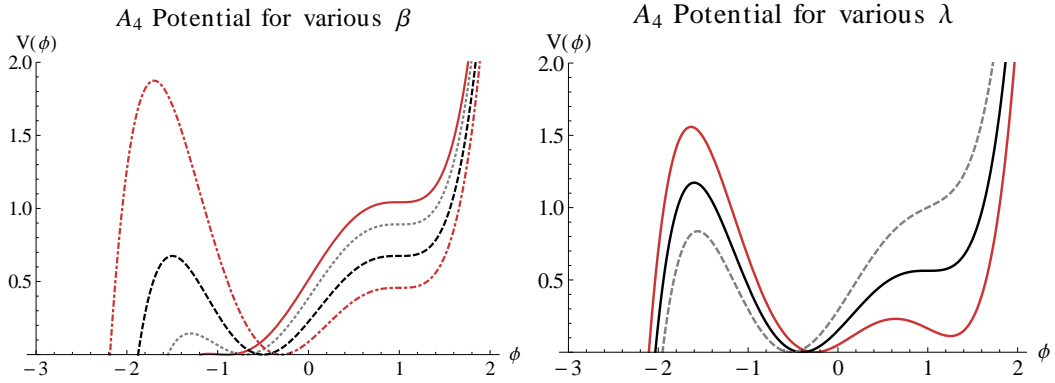 A₄ Potential for various β
V(ϕ)
2.0
1.5
1.0
0.5
−3 −2 −1 0 1 2 ϕ
A₄ Potential for various λ
V(ϕ)
2.0
1.5
1.0
0.5
−3 −2 −1 0 1 2 ϕ